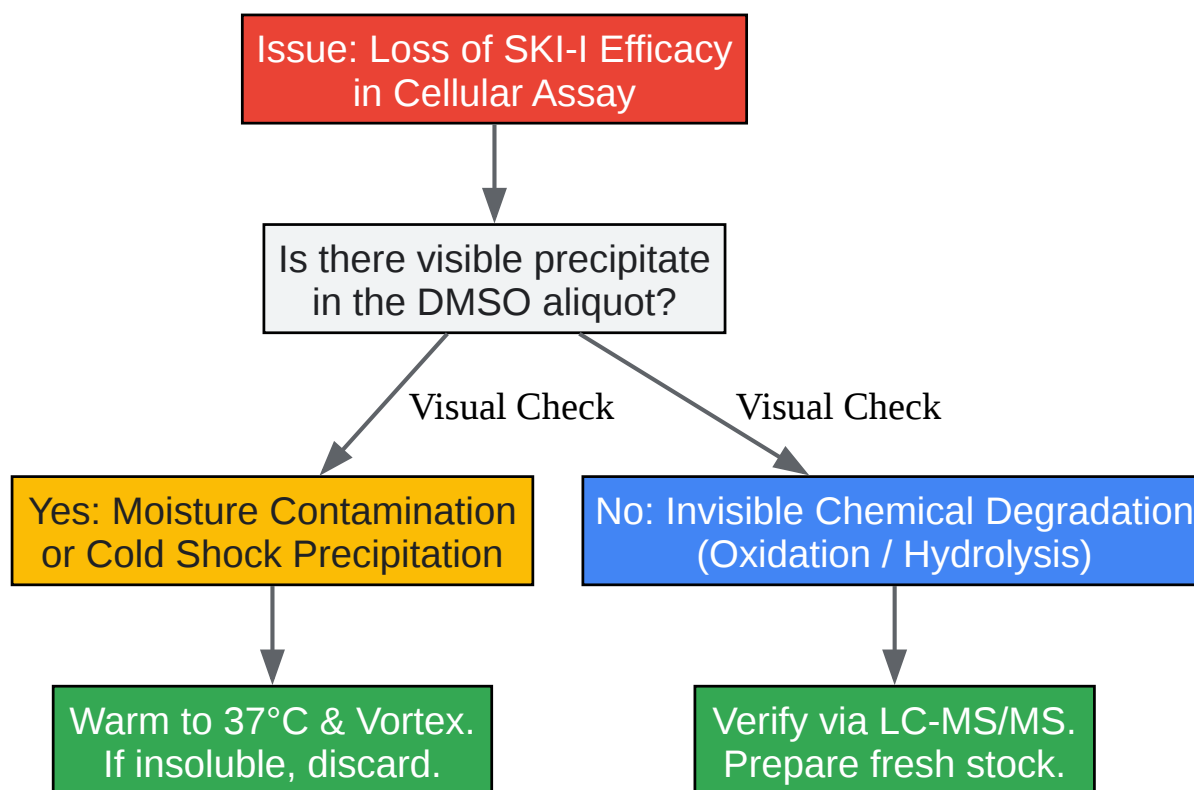 Issue: Loss of SKI-I Efficacy
in Cellular Assay
Is there visible precipitate
in the DMSO aliquot?
Visual Check
Visual Check
Yes: Moisture Contamination
or Cold Shock Precipitation
No: Invisible Chemical Degradation
(Oxidation / Hydrolysis)
Warm to 37°C & Vortex.
If insoluble, discard.
Verify via LC-MS/MS.
Prepare fresh stock.